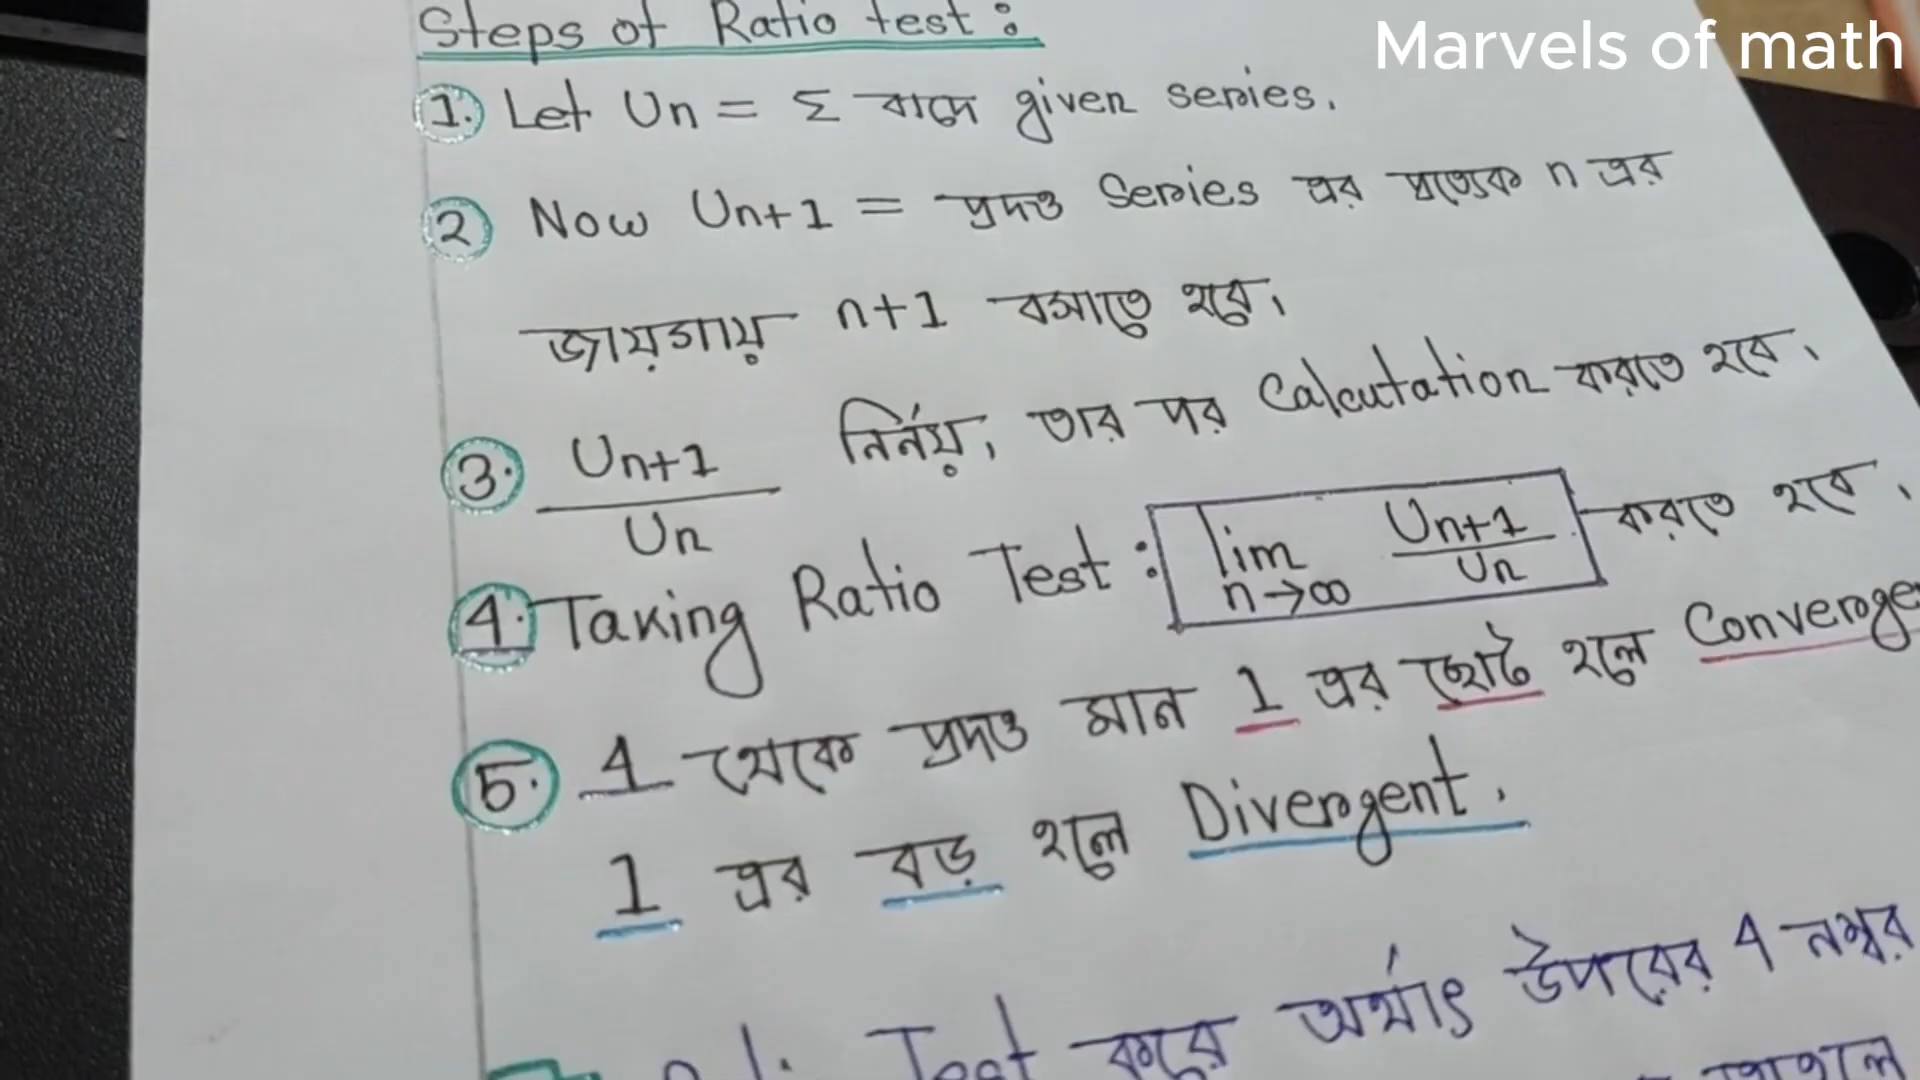 Marvels of math
Steps of Ratio test:
1. Let Un = Σ বাদে given series.
2 Now Un+1 = প্রদত্ত Series এর প্রত্যেক n এর
জায়গায় n+1 বসাতে হবে।
3. Un+1 / Un নির্নয়, তার পর Calculation করতে হবে।
4. Taking Ratio Test: lim n→∞ Un+1 / Un করতে হবে।
5. 4 থেকে প্রদত্ত মান 1 এর ছোট হলে Converge
1 এর বড় হলে Divergent.
Test করে অর্থাৎ উপরের 4 নম্বর